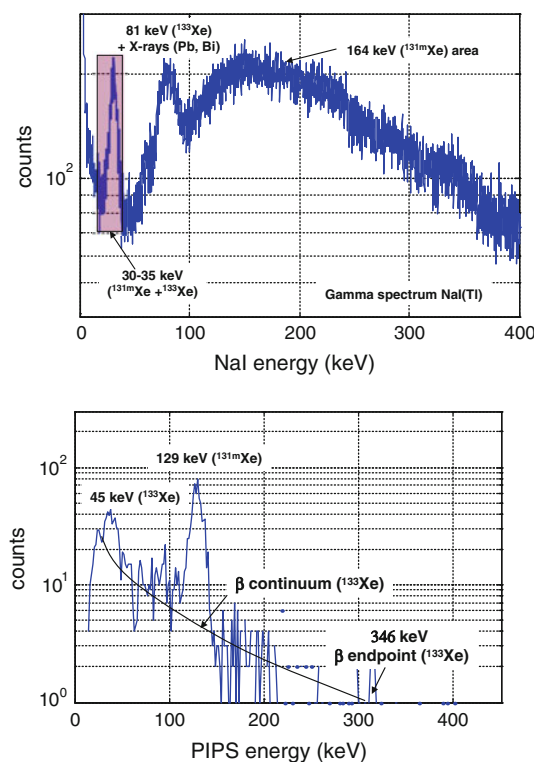 81 keV (¹³³Xe)
+ X-rays (Pb, Bi)
164 keV (¹³¹ᵐXe) area
10²
counts
30-35 keV
(¹³¹ᵐXe +¹³³Xe)
Gamma spectrum NaI(Tl)
0 100 200 300 400
NaI energy (keV)
10²
129 keV (¹³¹ᵐXe)
45 keV (¹³³Xe)
10¹
counts
β continuum (¹³³Xe)
346 keV
β endpoint (¹³³Xe)
10⁰
0 100 200 300 400
PIPS energy (keV)